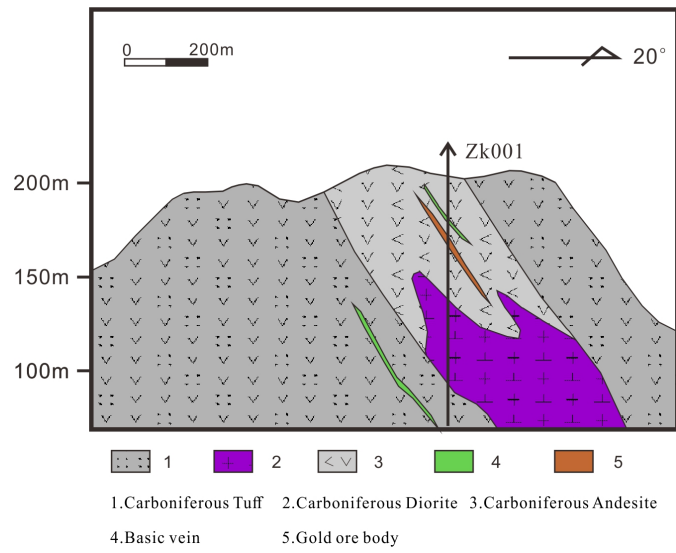 0 200m
20°
Zk001
200m
150m
100m
1 2 3 4 5
1.Carboniferous Tuff 2.Carboniferous Diorite 3.Carboniferous Andesite
4.Basic vein 5.Gold ore body